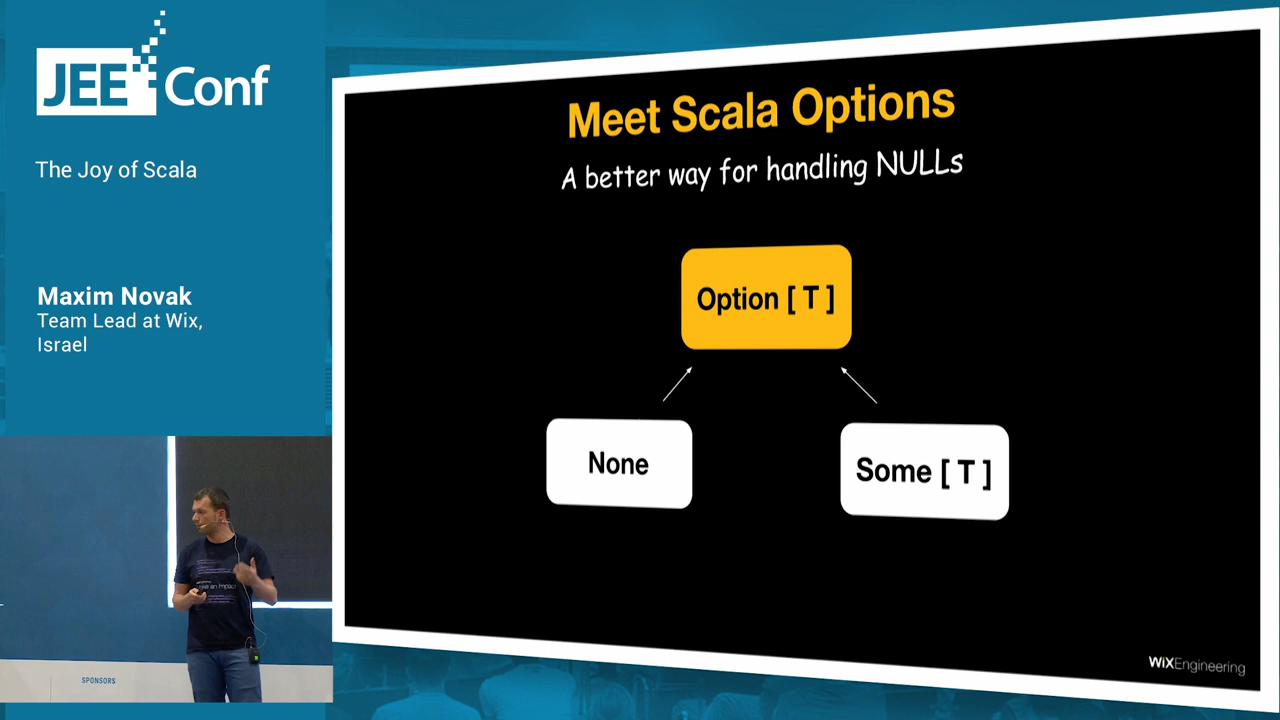 JEE Conf
The Joy of Scala
Maxim Novak
Team Lead at Wix,
Israel
SPONSORS
Meet Scala Options
A better way for handling NULLs
Option [ T ]
None
Some [ T ]
WiXEngineering